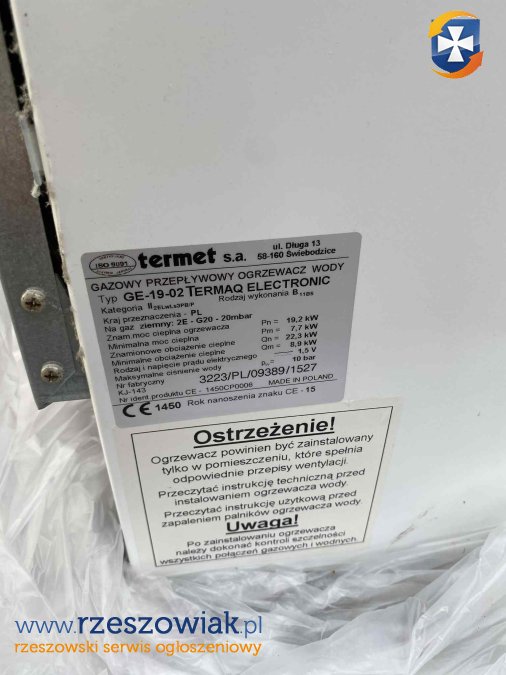 ISO 9001
termet s.a.
ul. Długa 13
58-160 Świebodzice
GAZOWY PRZEPŁYWOWY OGRZEWACZ WODY
Typ GE-19-02 TERMAQ ELECTRONIC
Kategoria II2ELwLs3PB/P Rodzaj wykonania B11BS
Kraj przeznaczenia - PL
Na gaz ziemny: 2E - G20 - 20mbar
Znam.moc cieplna ogrzewacza Pn = 19,2 kW
Minimalna moc cieplna Pm = 7,7 kW
Znamionowe obciążenie cieplne Qn = 22,3 kW
Minimalne obciążenie cieplne Qm = 8,9 kW
Rodzaj i napięcie prądu elektrycznego 1,5 V
Maksymalne ciśnienie wody = 10 bar
Nr fabryczny 3223/PL/09389/1527
KJ-143
Nr ident produktu CE - 1450CP0006 MADE IN POLAND
CE 1450 Rok nanoszenia znaku CE - 15
Ostrzeżenie!
Ogrzewacz powinien być zainstalowany
tylko w pomieszczeniu, które spełnia
odpowiednie przepisy wentylacji.
Przeczytać instrukcję techniczną przed
instalowaniem ogrzewacza wody.
Przeczytać instrukcję użytkową przed
zapaleniem palników ogrzewacza wody.
Uwaga!
Po zainstalowaniu ogrzewacza
należy dokonać kontroli szczelności
wszystkich połączeń gazowych i wodnych.
www.rzeszowiak.pl
rzeszowski serwis ogłoszeniowy